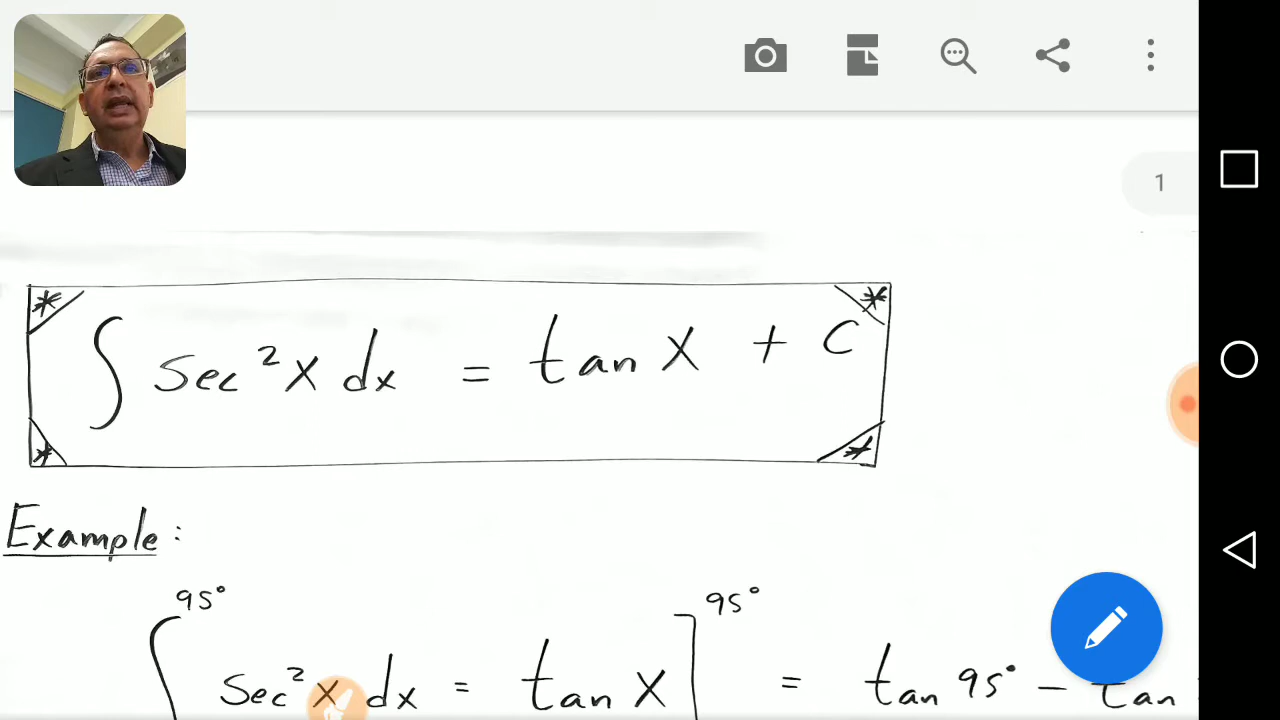 1
∫ sec²x dx = tan x + c
Example:
95° 95°
∫ sec²x dx = tan x ] = tan 95° − tan